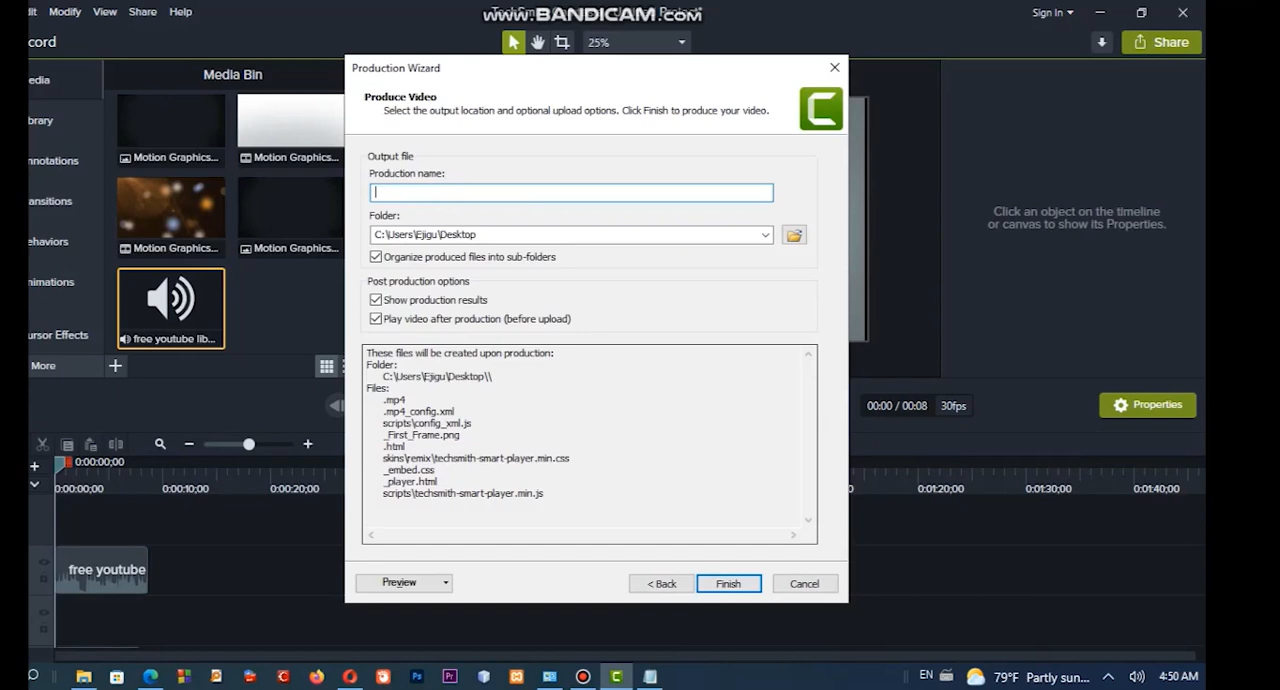 dit Modify View Share Help
www.BANDICAM.com
Sign In
cord
25%
Share
edia
Media Bin
Production Wizard
Produce Video
Select the output location and optional upload options. Click Finish to produce your video.
brary
Motion Graphics...
Motion Graphics...
nnotations
Output file
Production name:
ansitions
Folder:
C:\Users\Ejigu\Desktop
Click an object on the timeline
or canvas to show its Properties.
ehaviors
Motion Graphics...
Motion Graphics...
Organize produced files into sub-folders
nimations
Post production options
Show production results
Play video after production (before upload)
ursor Effects
free youtube lib...
More
These files will be created upon production:
Folder:
C:\Users\Ejigu\Desktop\\
Files:
.mp4
.mp4_config.xml
scripts\config_xml.js
_First_Frame.png
.html
skins\remix\techsmith-smart-player.min.css
_embed.css
_player.html
scripts\techsmith-smart-player.min.js
00:00 / 00:08 30fps
Properties
0:00:00;00
0:00:00;00 0:00:10;00 0:00:20;00 0:01:20;00 0:01:30;00 0:01:40;00
free youtube
Preview
< Back
Finish
Cancel
EN
79°F Partly sun...
4:50 AM